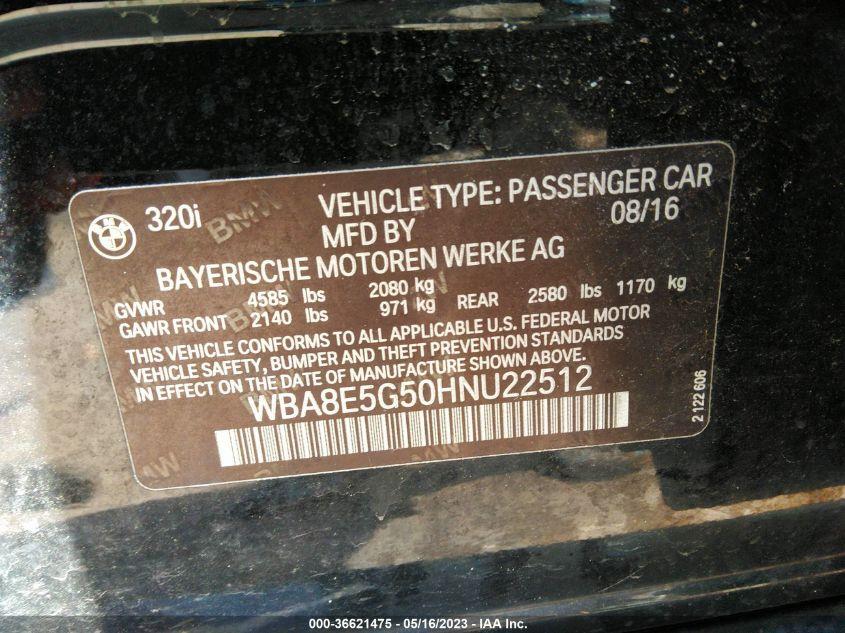 BMW
320i
VEHICLE TYPE: PASSENGER CAR
MFD BY 08/16
BAYERISCHE MOTOREN WERKE AG
GVWR 4585 lbs 2080 kg
GAWR FRONT 2140 lbs 971 kg REAR 2580 lbs 1170 kg
THIS VEHICLE CONFORMS TO ALL APPLICABLE U.S. FEDERAL MOTOR
VEHICLE SAFETY, BUMPER AND THEFT PREVENTION STANDARDS
IN EFFECT ON THE DATE OF MANUFACTURE SHOWN ABOVE.
WBA8E5G50HNU22512
2 122 606
000-36621475 - 05/16/2023 - IAA Inc.